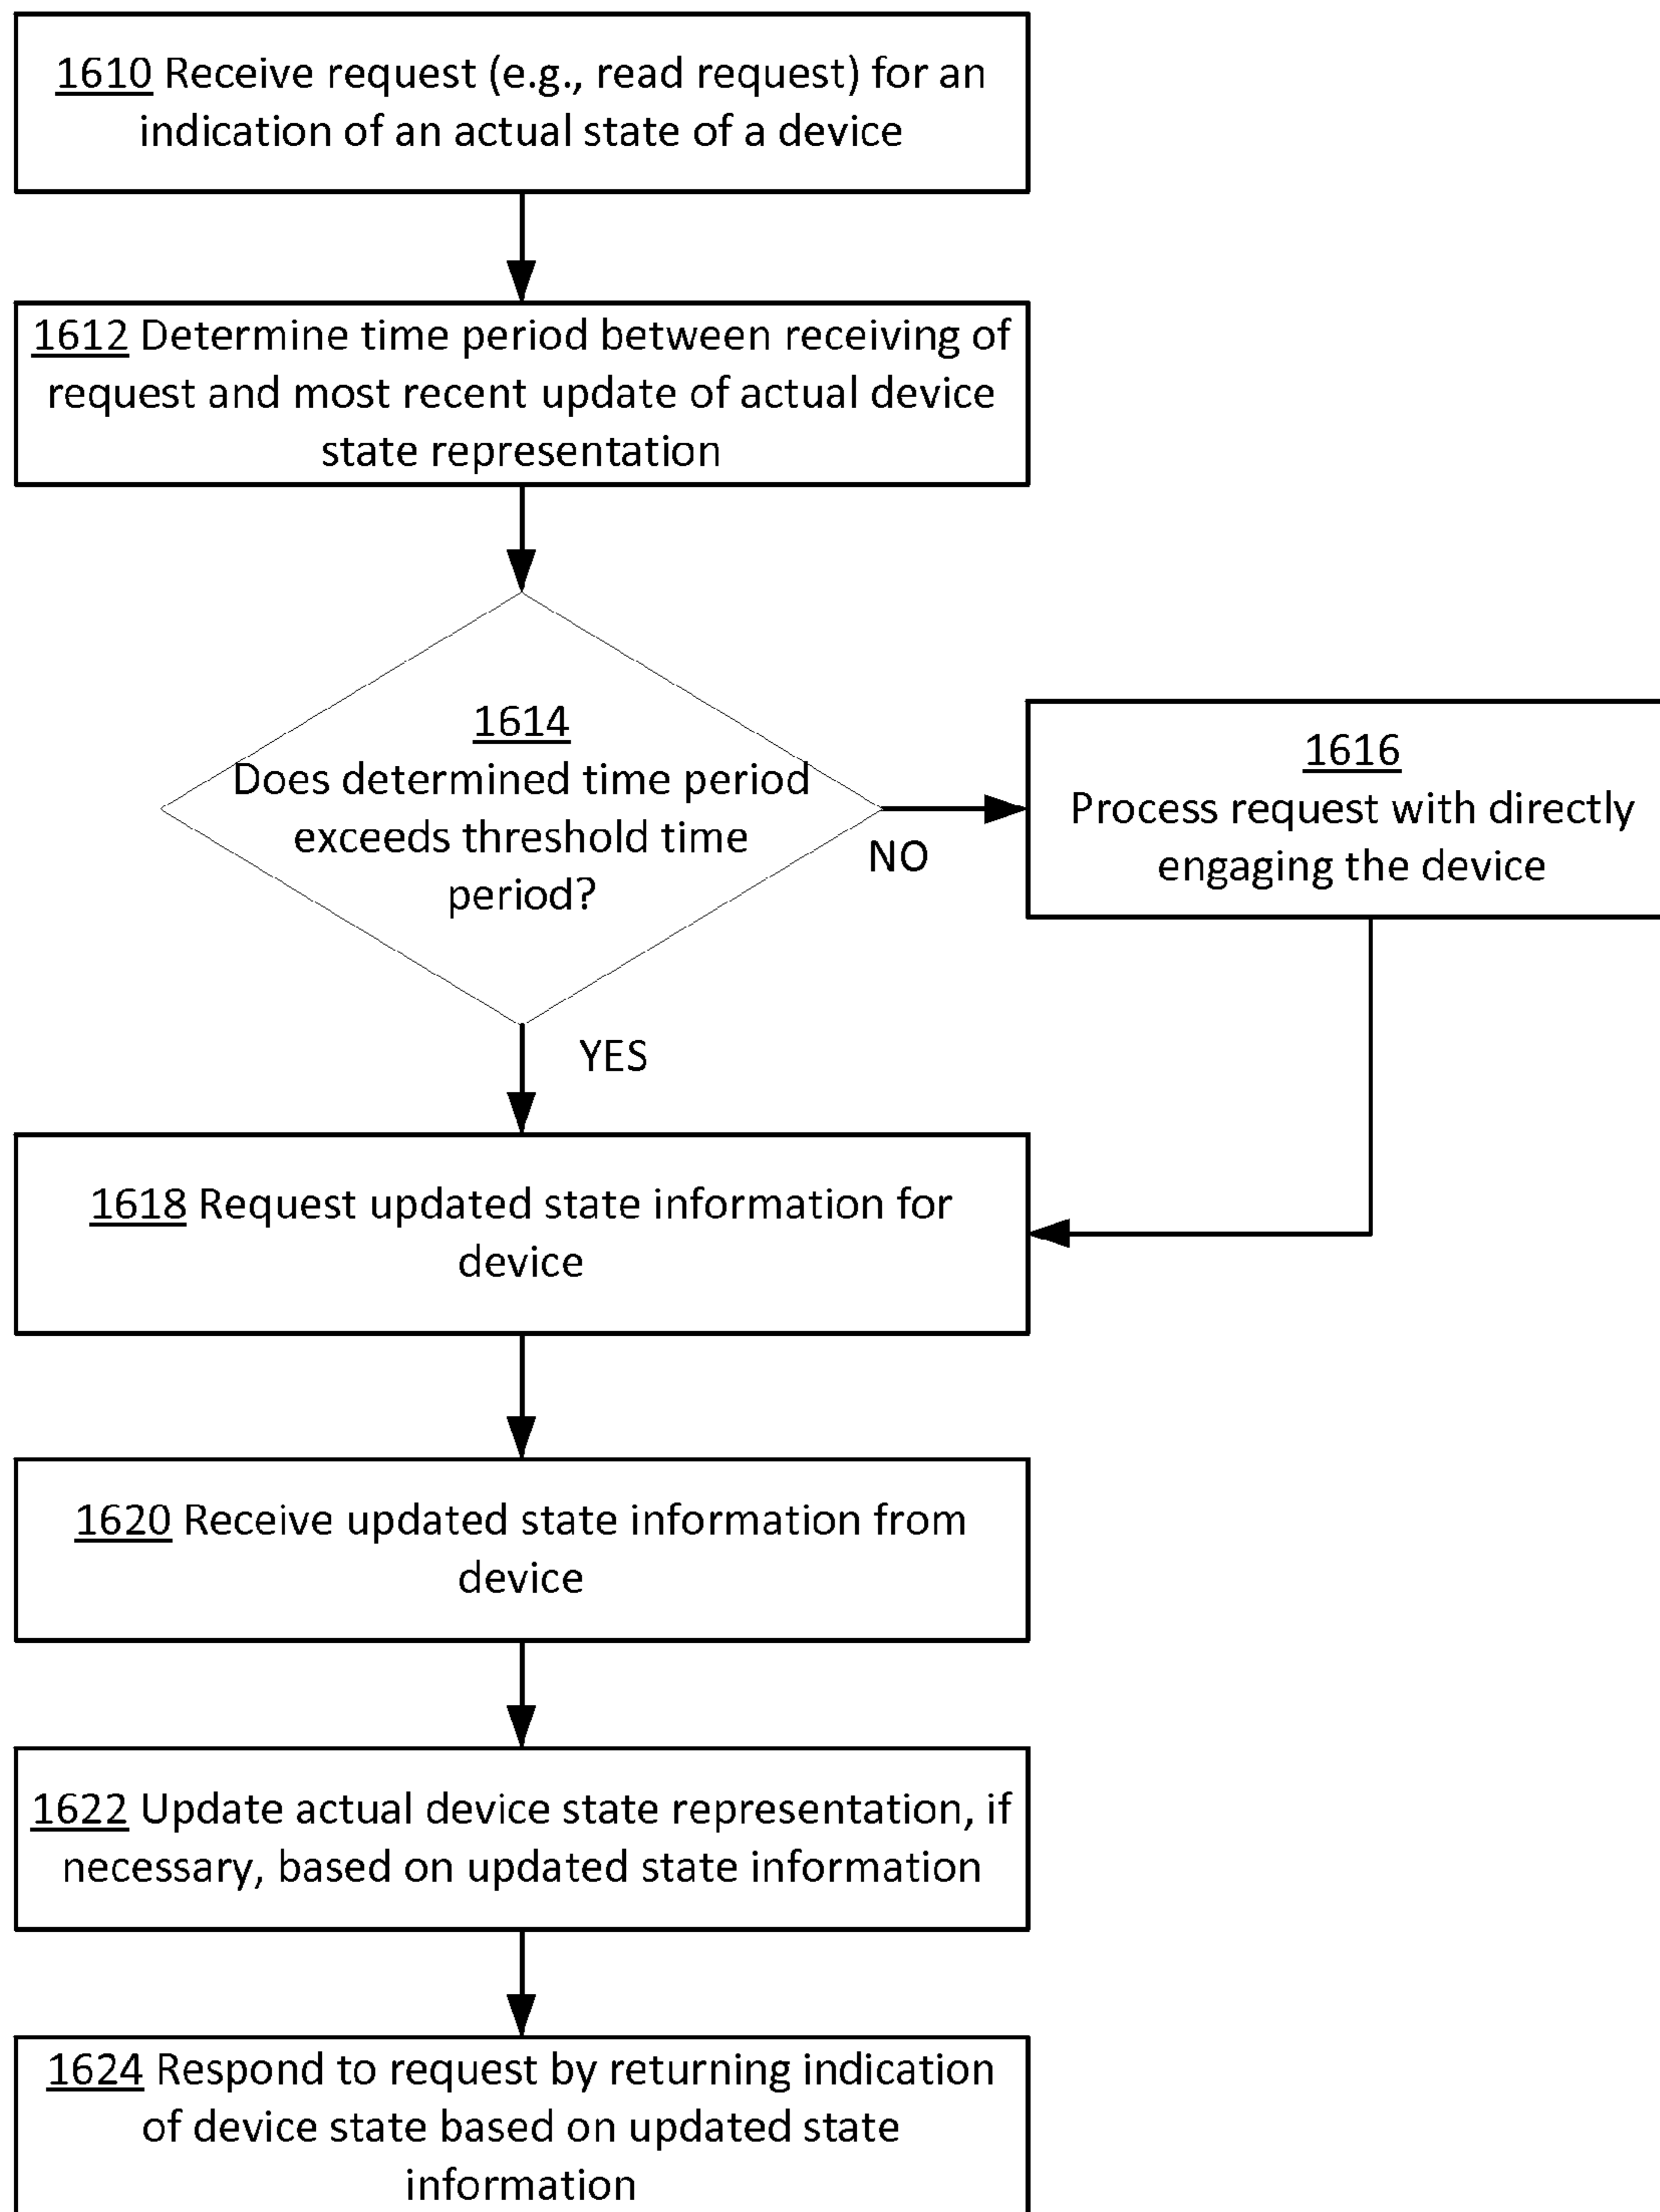 1610 Receive request (e.g., read request) for an
indication of an actual state of a device
1612 Determine time period between receiving of
request and most recent update of actual device
state representation
1614
Does determined time period
exceeds threshold time
period?
NO
1616
Process request with directly
engaging the device
YES
1618 Request updated state information for
device
1620 Receive updated state information from
device
1622 Update actual device state representation, if
necessary, based on updated state information
1624 Respond to request by returning indication
of device state based on updated state
information